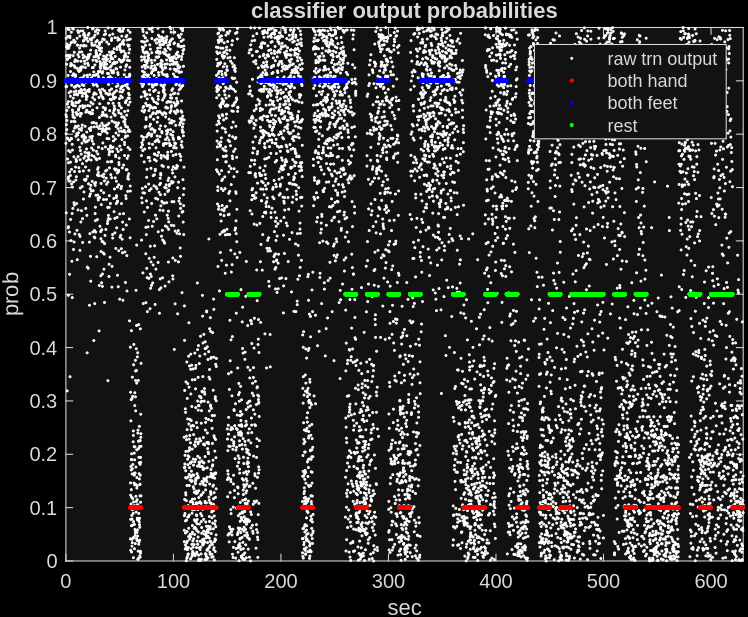 classifier output probabilities
1
0.9
0.8
0.7
0.6
0.5
0.4
0.3
0.2
0.1
0
prob
raw trn output
both hand
both feet
rest
0 100 200 300 400 500 600
sec